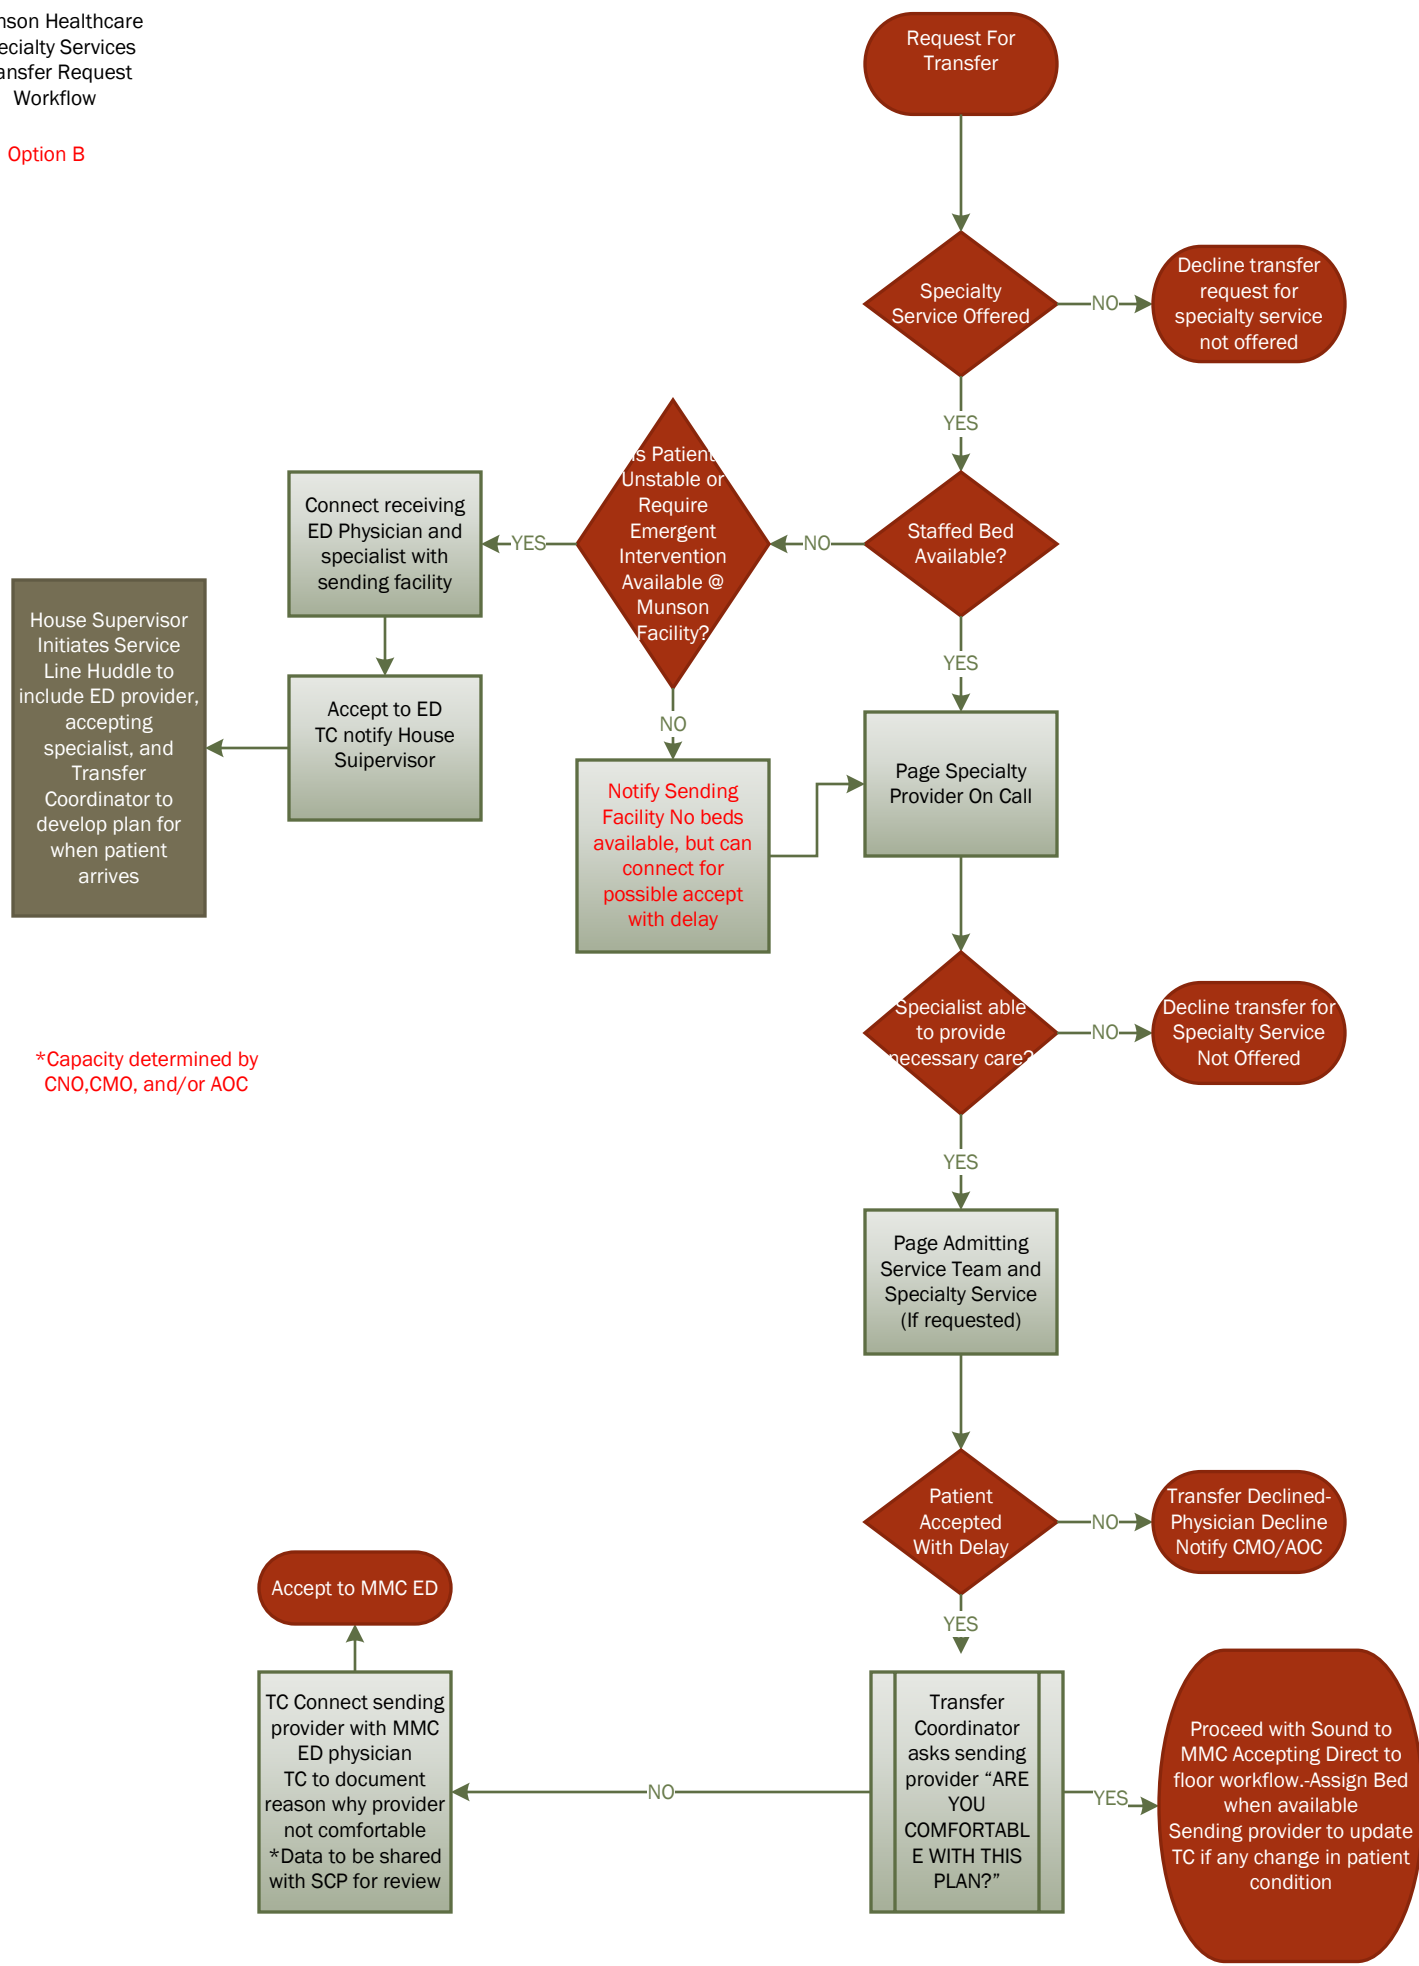 nson Healthcare
ecialty Services
ansfer Request
Workflow
Option B
Request For
Transfer
Specialty
Service Offered
NO
Decline transfer
request for
specialty service
not offered
YES
Staffed Bed
Available?
NO
Is Patient
Unstable or
Require
Emergent
Intervention
Available @
Munson
Facility?
YES
Connect receiving
ED Physician and
specialist with
sending facility
Accept to ED
TC notify House
Suipervisor
House Supervisor
Initiates Service
Line Huddle to
include ED provider,
accepting
specialist, and
Transfer
Coordinator to
develop plan for
when patient
arrives
NO
Notify Sending
Facility No beds
available, but can
connect for
possible accept
with delay
YES
Page Specialty
Provider On Call
Specialist able
to provide
necessary care?
NO
Decline transfer for
Specialty Service
Not Offered
*Capacity determined by
CNO,CMO, and/or AOC
YES
Page Admitting
Service Team and
Specialty Service
(If requested)
Patient
Accepted
With Delay
NO
Transfer Declined-
Physician Decline
Notify CMO/AOC
YES
Transfer
Coordinator
asks sending
provider “ARE
YOU
COMFORTABL
E WITH THIS
PLAN?”
YES
Proceed with Sound to
MMC Accepting Direct to
floor workflow.-Assign Bed
when available
Sending provider to update
TC if any change in patient
condition
NO
TC Connect sending
provider with MMC
ED physician
TC to document
reason why provider
not comfortable
*Data to be shared
with SCP for review
Accept to MMC ED